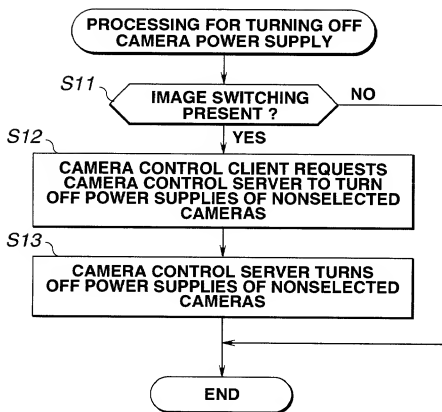 PROCESSING FOR TURNING OFF
CAMERA POWER SUPPLY
S11
IMAGE SWITCHING
PRESENT ?
NO
YES
S12
CAMERA CONTROL CLIENT REQUESTS
CAMERA CONTROL SERVER TO TURN
OFF POWER SUPPLIES OF NONSELECTED
CAMERAS
S13
CAMERA CONTROL SERVER TURNS
OFF POWER SUPPLIES OF NONSELECTED
CAMERAS
END